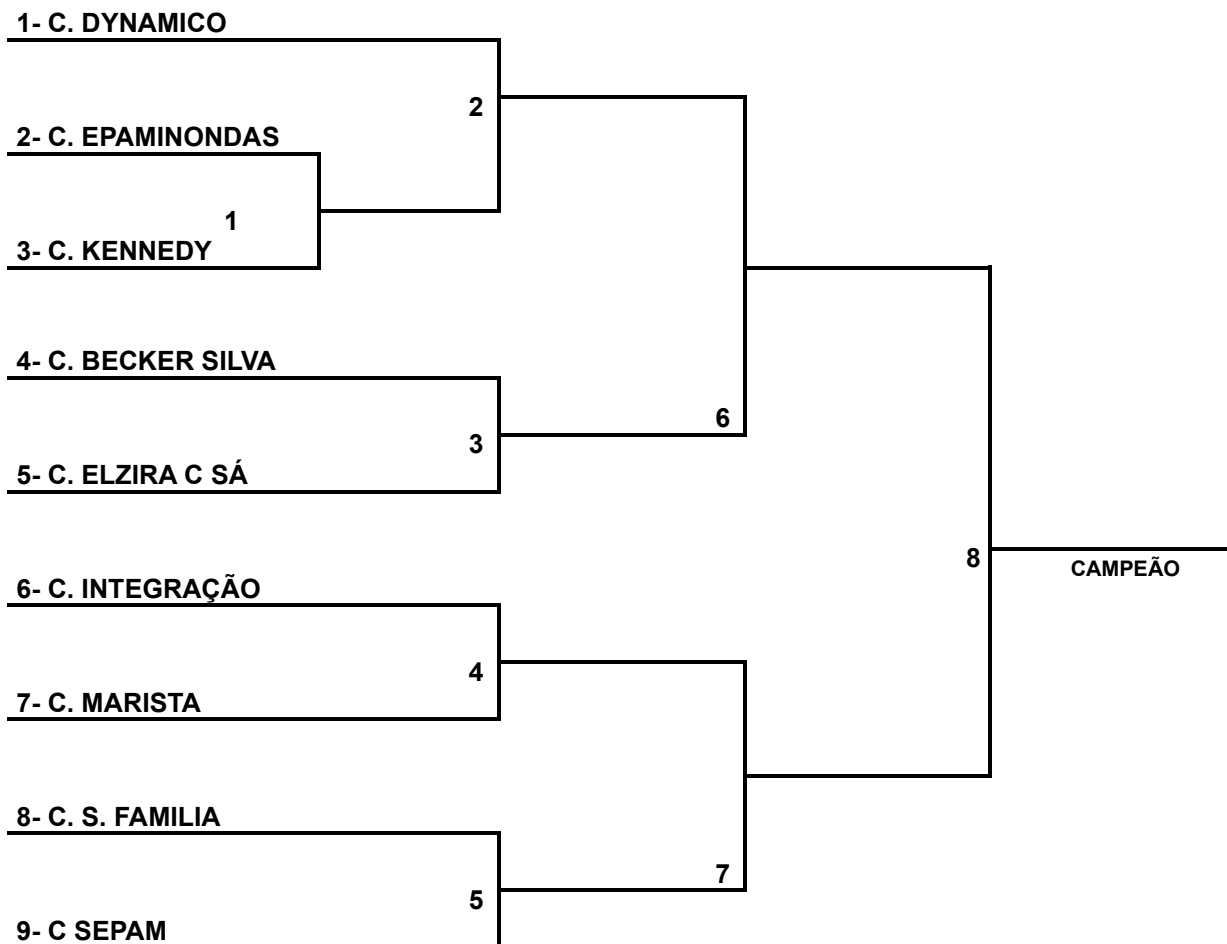 1- C. DYNAMICO
2
2- C. EPAMINONDAS
1
3- C. KENNEDY
4- C. BECKER SILVA
6
3
5- C. ELZIRA C SÁ
8
CAMPEÃO
6- C. INTEGRAÇÃO
4
7- C. MARISTA
8- C. S. FAMILIA
7
5
9- C SEPAM